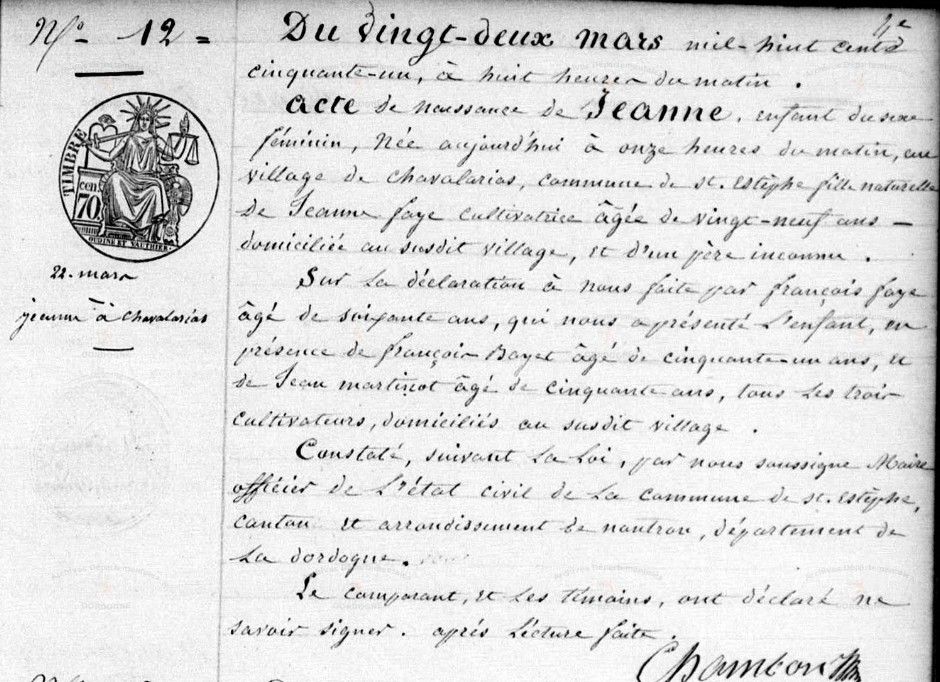 4e
N° 12 =
Du vingt-deux mars mil-huit cents
cinquante-un, à huit heures du matin.
acte de naissance de Jeanne, enfant du sexe
féminin, Née aujourd'hui à onze heures du matin, au
village de chavalarias, commune de st. Estèphe fille naturelle
de Jeanne faye cultivatrice âgée de vingt-neuf ans -
domiciliée au susdit village, et d'un père inconnu.
TIMBRE
cen
70
OUDINE ET VAUTHIER
22. mars
jeanne à chavalarias
Sur la déclaration à nous faite par françois faye
âgé de soixante ans, qui nous a présenté L'enfant, en
présence de françois Bayet âgé de cinquante-un ans, et
de Jean martinot âgé de cinquante ans, tous Les trois
cultivateurs, domiciliés au susdit village.
Constaté, suivant La Loi, par nous soussigné Maire
officier de L'état civil de La commune de st. Estèphe,
canton et arrondissement de nontron, département de
La dordogne.
Le comparant, et Les témoins, ont déclaré ne
savoir signer. après Lecture faite.
Chambon